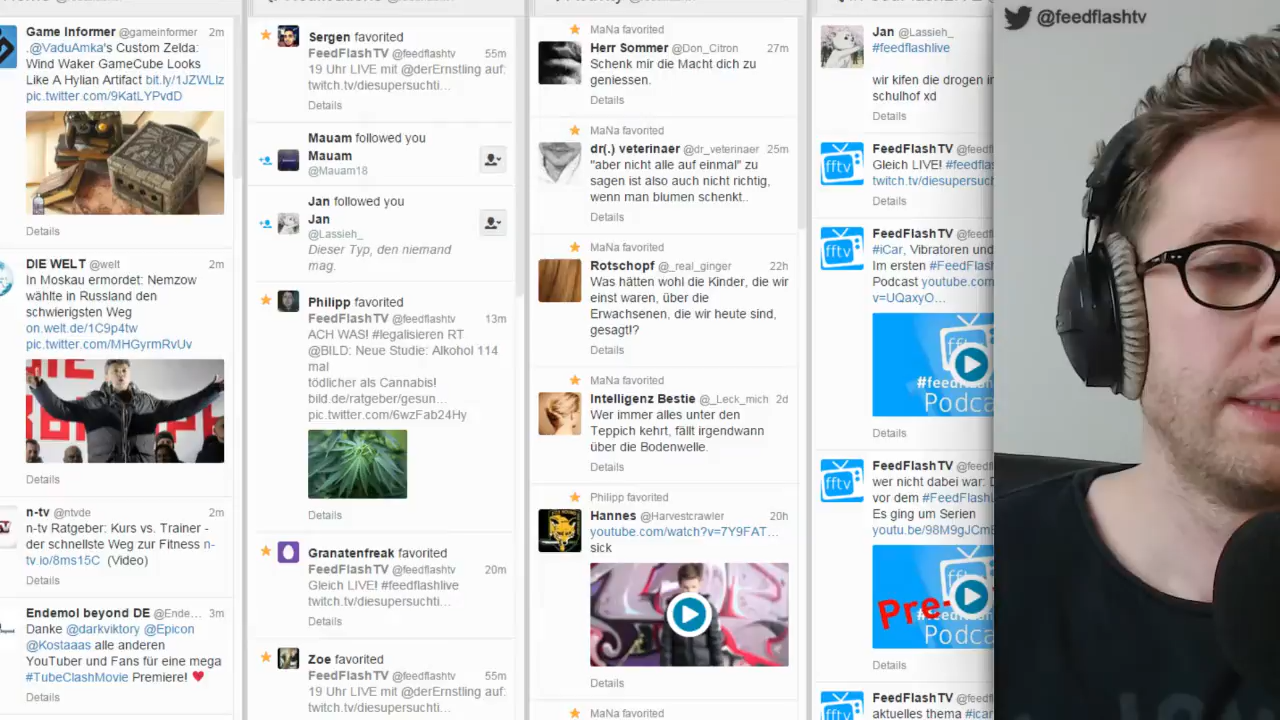 Game Informer @gameinformer 2m
.@VaduAmka's Custom Zelda:
Wind Waker GameCube Looks
Like A Hylian Artifact bit.ly/1JZWLIz
pic.twitter.com/9KatLYPvdD
Details
DIE WELT @welt 2m
In Moskau ermordet: Nemzow
wählte in Russland den
schwierigsten Weg
on.welt.de/1C9p4tw
pic.twitter.com/MHGyrmRvUv
Details
n-tv @ntvde 2m
n-tv Ratgeber: Kurs vs. Trainer -
der schnellste Weg zur Fitness n-
tv.io/8ms15C (Video)
Details
Endemol beyond DE @Ende... 3m
Danke @darkviktory @Epicon
@Kostaaas alle anderen
YouTuber und Fans für eine mega
#TubeClashMovie Premiere! ❤
Details
Sergen favorited
FeedFlashTV @feedflashtv 55m
19 Uhr LIVE mit @derErnstling auf:
twitch.tv/diesupersuchti...
Details
Mauam followed you
Mauam
@Mauam18
Jan followed you
Jan
@Lassieh_
Dieser Typ, den niemand
mag.
Philipp favorited
FeedFlashTV @feedflashtv 13m
ACH WAS! #legalisieren RT
@BILD: Neue Studie: Alkohol 114
mal
tödlicher als Cannabis!
bild.de/ratgeber/gesun...
pic.twitter.com/6wzFab24Hy
Details
Granatenfreak favorited
FeedFlashTV @feedflashtv 20m
Gleich LIVE! #feedflashlive
twitch.tv/diesupersuchti...
Details
Zoe favorited
FeedFlashTV @feedflashtv 55m
19 Uhr LIVE mit @derErnstling auf:
twitch.tv/diesupersuchti...
MaNa favorited
Herr Sommer @Don_Citron 27m
Schenk mir die Macht dich zu
geniessen.
Details
MaNa favorited
dr(.) veterinaer @dr_veterinaer 25m
"aber nicht alle auf einmal" zu
sagen ist also auch nicht richtig,
wenn man blumen schenkt..
Details
MaNa favorited
Rotschopf @_real_ginger 22h
Was hätten wohl die Kinder, die wir
einst waren, über die
Erwachsenen, die wir heute sind,
gesagt!?
Details
MaNa favorited
Intelligenz Bestie @_Leck_mich 2d
Wer immer alles unter den
Teppich kehrt, fällt irgendwann
über die Bodenwelle.
Details
Philipp favorited
Hannes @Harvestcrawler 20h
youtube.com/watch?v=7Y9FAT...
sick
Details
MaNa favorited
Jan @Lassieh_
#feedflashlive
wir kifen die drogen i
schulhof xd
Details
FeedFlashTV @feedf
Gleich LIVE! #feedfla
twitch.tv/diesupersuch
Details
FeedFlashTV @feedf
#iCar, Vibratoren und
Im ersten #FeedFlash
Podcast youtube.com
v=UQaxyO...
fftv
#feed
Podca
Details
FeedFlashTV @feedf
wer nicht dabei war: D
vor dem #FeedFlashL
Es ging um Serien
youtu.be/98M9gJCmE
fftv
Pre-
Podca
Details
FeedFlashTV @feedf
aktuelles thema #icar
@feedflashtv